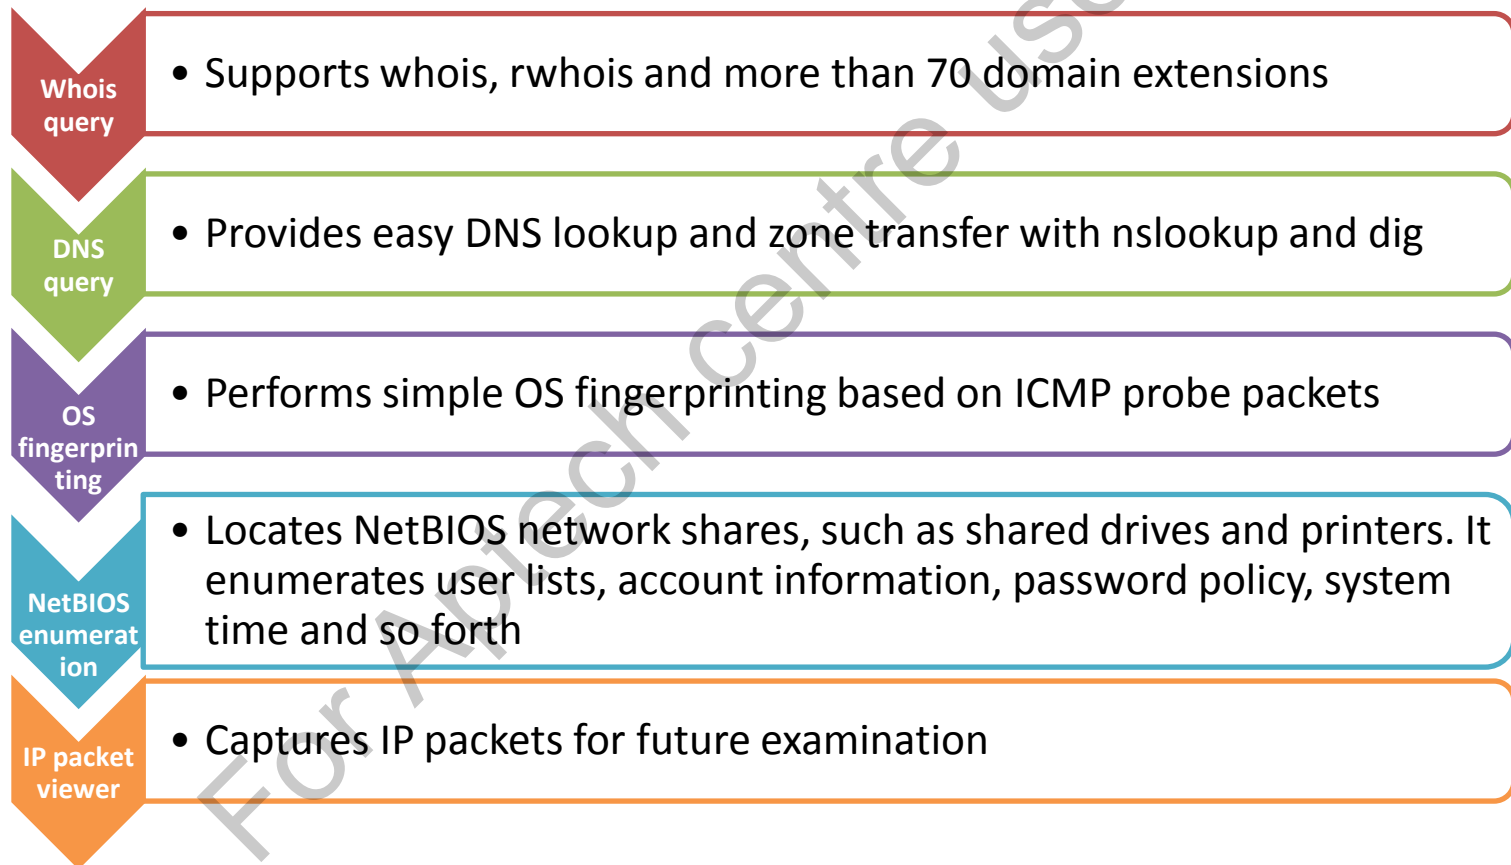 Whois
query
• Supports whois, rwhois and more than 70 domain extensions
DNS
query
• Provides easy DNS lookup and zone transfer with nslookup and dig
OS
fingerprin
ting
• Performs simple OS fingerprinting based on ICMP probe packets
NetBIOS
enumerat
ion
• Locates NetBIOS network shares, such as shared drives and printers. It
enumerates user lists, account information, password policy, system
time and so forth
IP packet
viewer
• Captures IP packets for future examination
For Aptech centre use